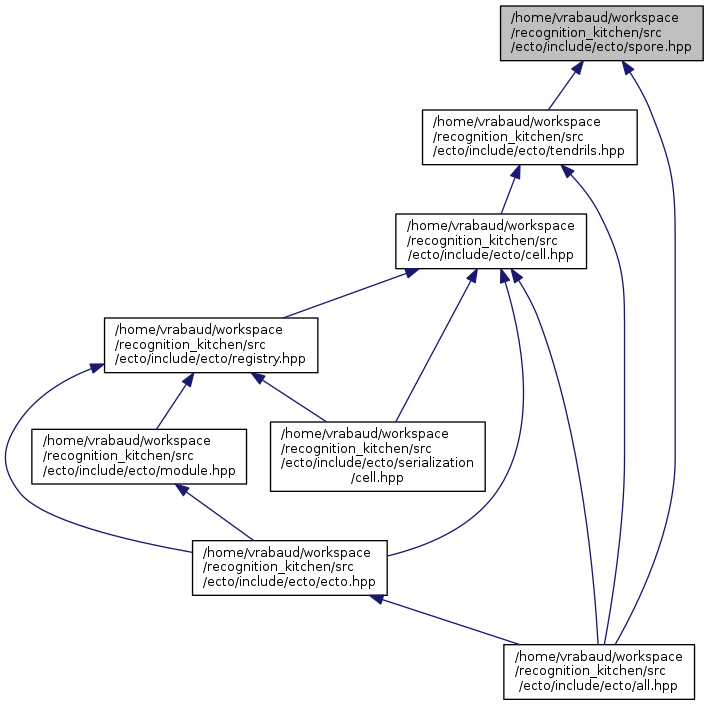 /home/vrabaud/workspace
/recognition_kitchen/src
/ecto/include/ecto/spore.hpp
/home/vrabaud/workspace
/recognition_kitchen/src
/ecto/include/ecto/tendrils.hpp
/home/vrabaud/workspace
/recognition_kitchen/src
/ecto/include/ecto/cell.hpp
/home/vrabaud/workspace
/recognition_kitchen/src
/ecto/include/ecto/registry.hpp
/home/vrabaud/workspace
/recognition_kitchen/src
/ecto/include/ecto/module.hpp
/home/vrabaud/workspace
/recognition_kitchen/src
/ecto/include/ecto/serialization
/cell.hpp
/home/vrabaud/workspace
/recognition_kitchen/src
/ecto/include/ecto/ecto.hpp
/home/vrabaud/workspace
/recognition_kitchen/src
/ecto/include/ecto/all.hpp